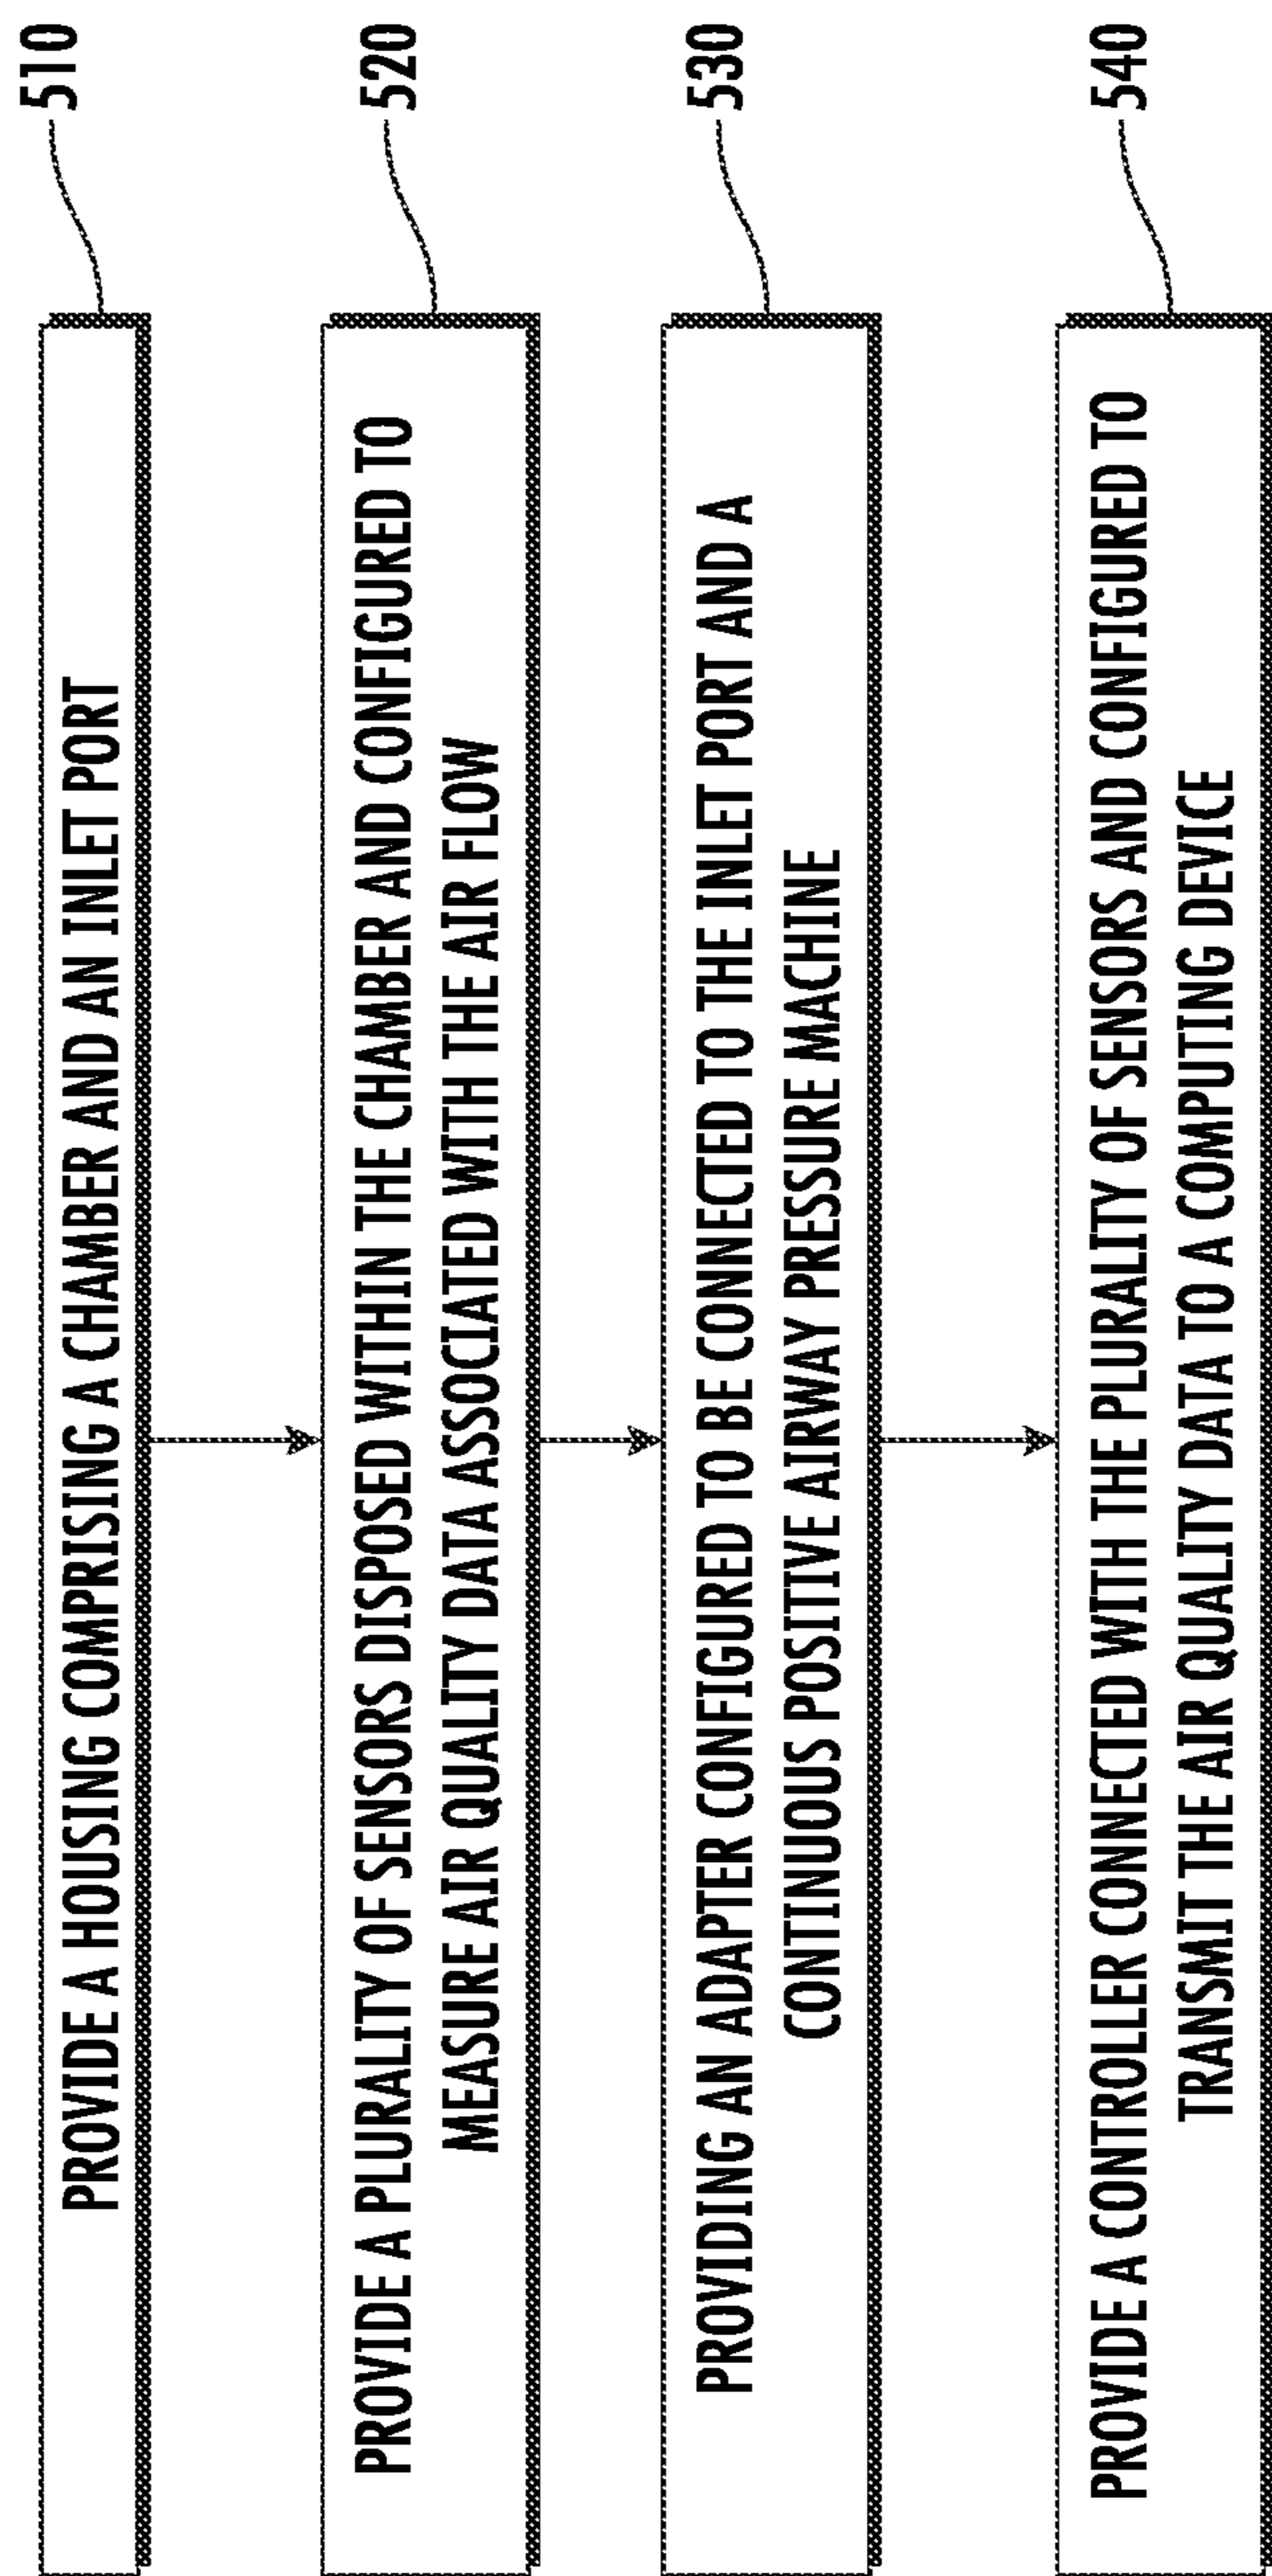 PROVIDE A HOUSING COMPRISING A CHAMBER AND AN INLET PORT
510
PROVIDE A PLURALITY OF SENSORS DISPOSED WITHIN THE CHAMBER AND CONFIGURED TO
MEASURE AIR QUALITY DATA ASSOCIATED WITH THE AIR FLOW
520
PROVIDING AN ADAPTER CONFIGURED TO BE CONNECTED TO THE INLET PORT AND A
CONTINUOUS POSITIVE AIRWAY PRESSURE MACHINE
530
PROVIDE A CONTROLLER CONNECTED WITH THE PLURALITY OF SENSORS AND CONFIGURED TO
TRANSMIT THE AIR QUALITY DATA TO A COMPUTING DEVICE
540